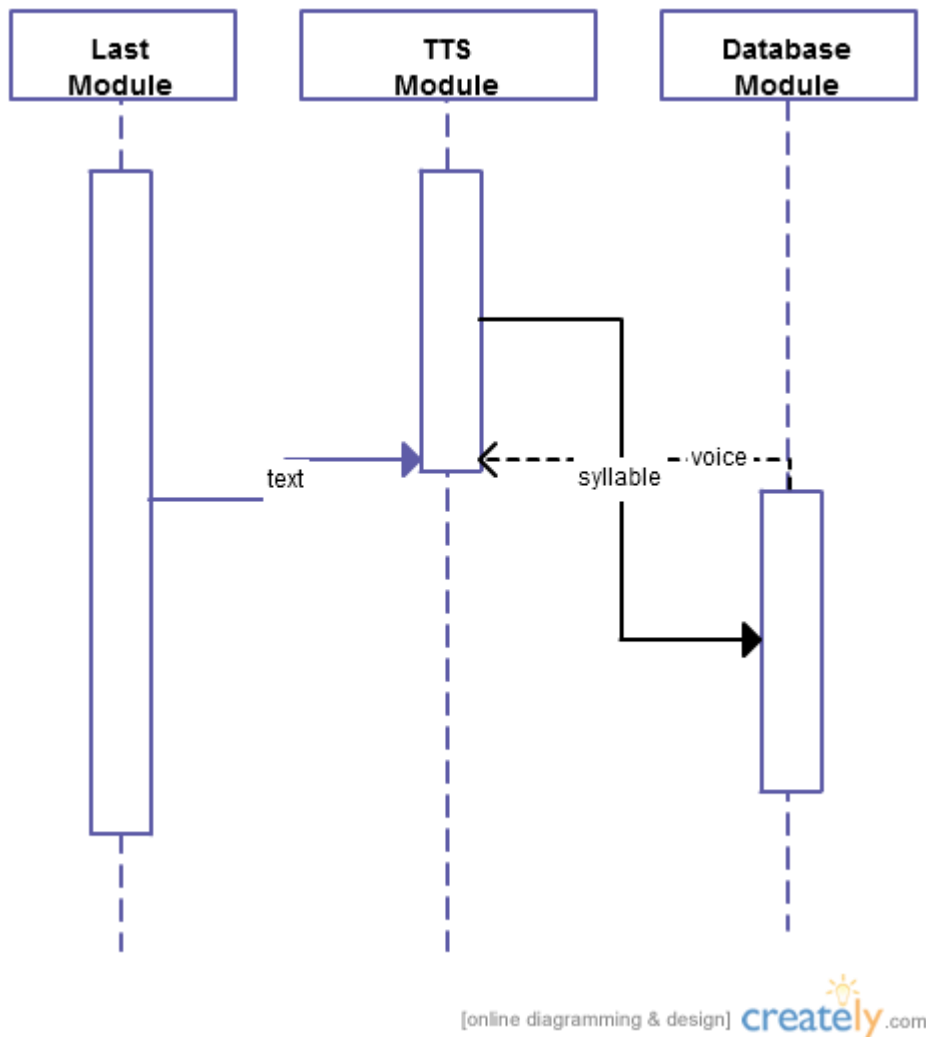 Last
Module
TTS
Module
Database
Module
voice
text
syllable
[online diagramming & design] creately.com